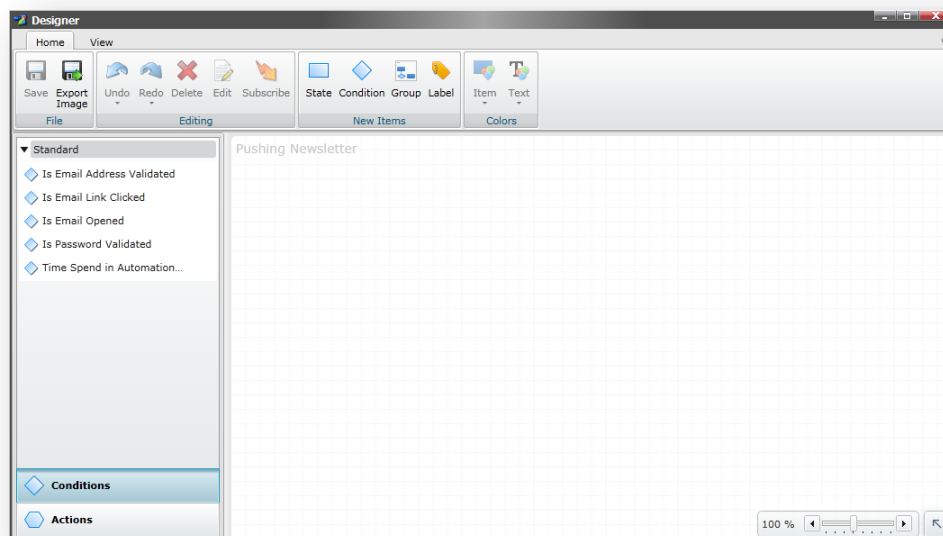 Designer
Home View
Save Export Image Undo Redo Delete Edit Subscribe State Condition Group Label Item Text
File Editing New Items Colors
Standard
Pushing Newsletter
Is Email Address Validated
Is Email Link Clicked
Is Email Opened
Is Password Validated
Time Spend in Automation...
Conditions
Actions
100 %